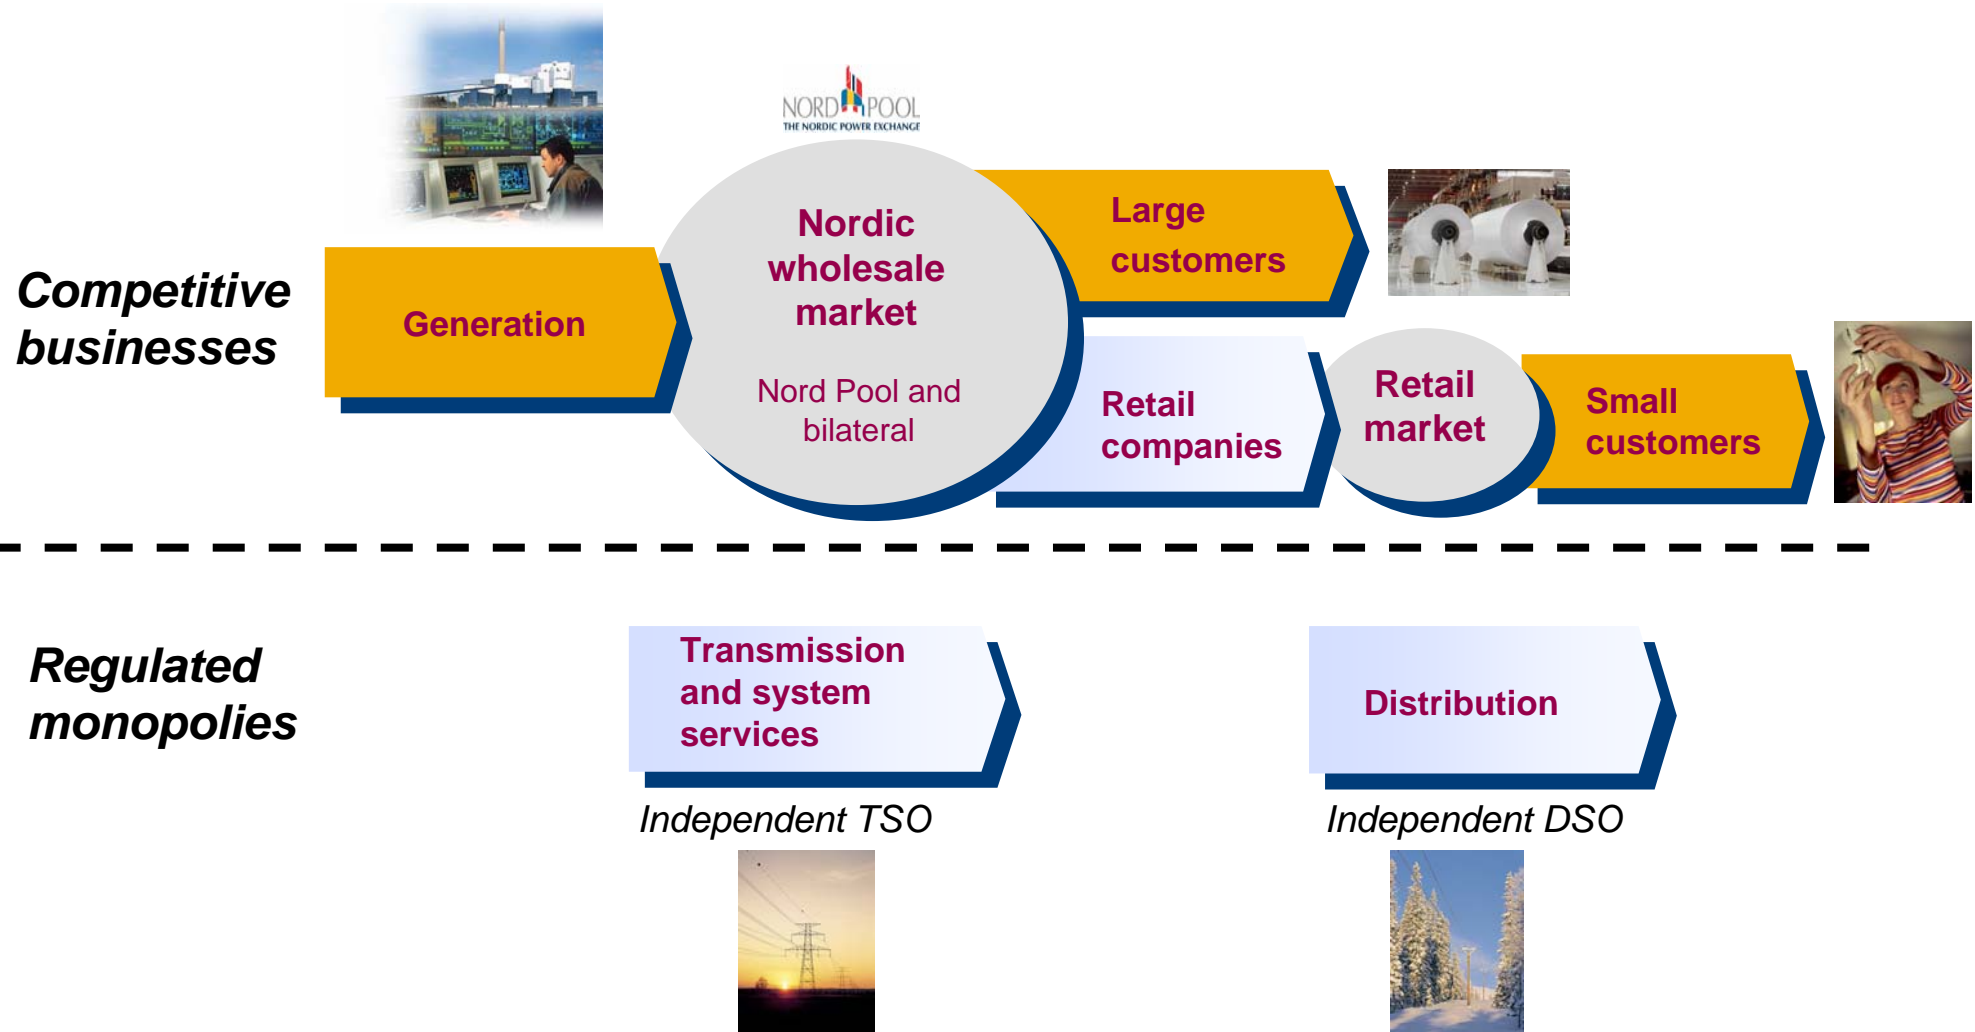 NORD POOL
THE NORDIC POWER EXCHANGE
Competitive
businesses
Generation
Nordic
wholesale
market
Nord Pool and
bilateral
Large
customers
Retail
companies
Retail
market
Small
customers
Regulated
monopolies
Transmission
and system
services
Independent TSO
Distribution
Independent DSO